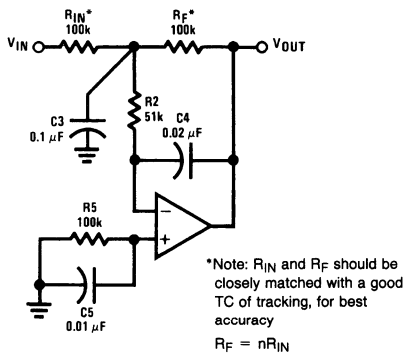 RIN*
100k
RF*
100k
VIN
VOUT
R2
51k
C4
0.02 μF
C3
0.1 μF
R5
100k
−
+
C5
0.01 μF
*Note: RIN and RF should be
closely matched with a good
TC of tracking, for best
accuracy
RF = nRIN